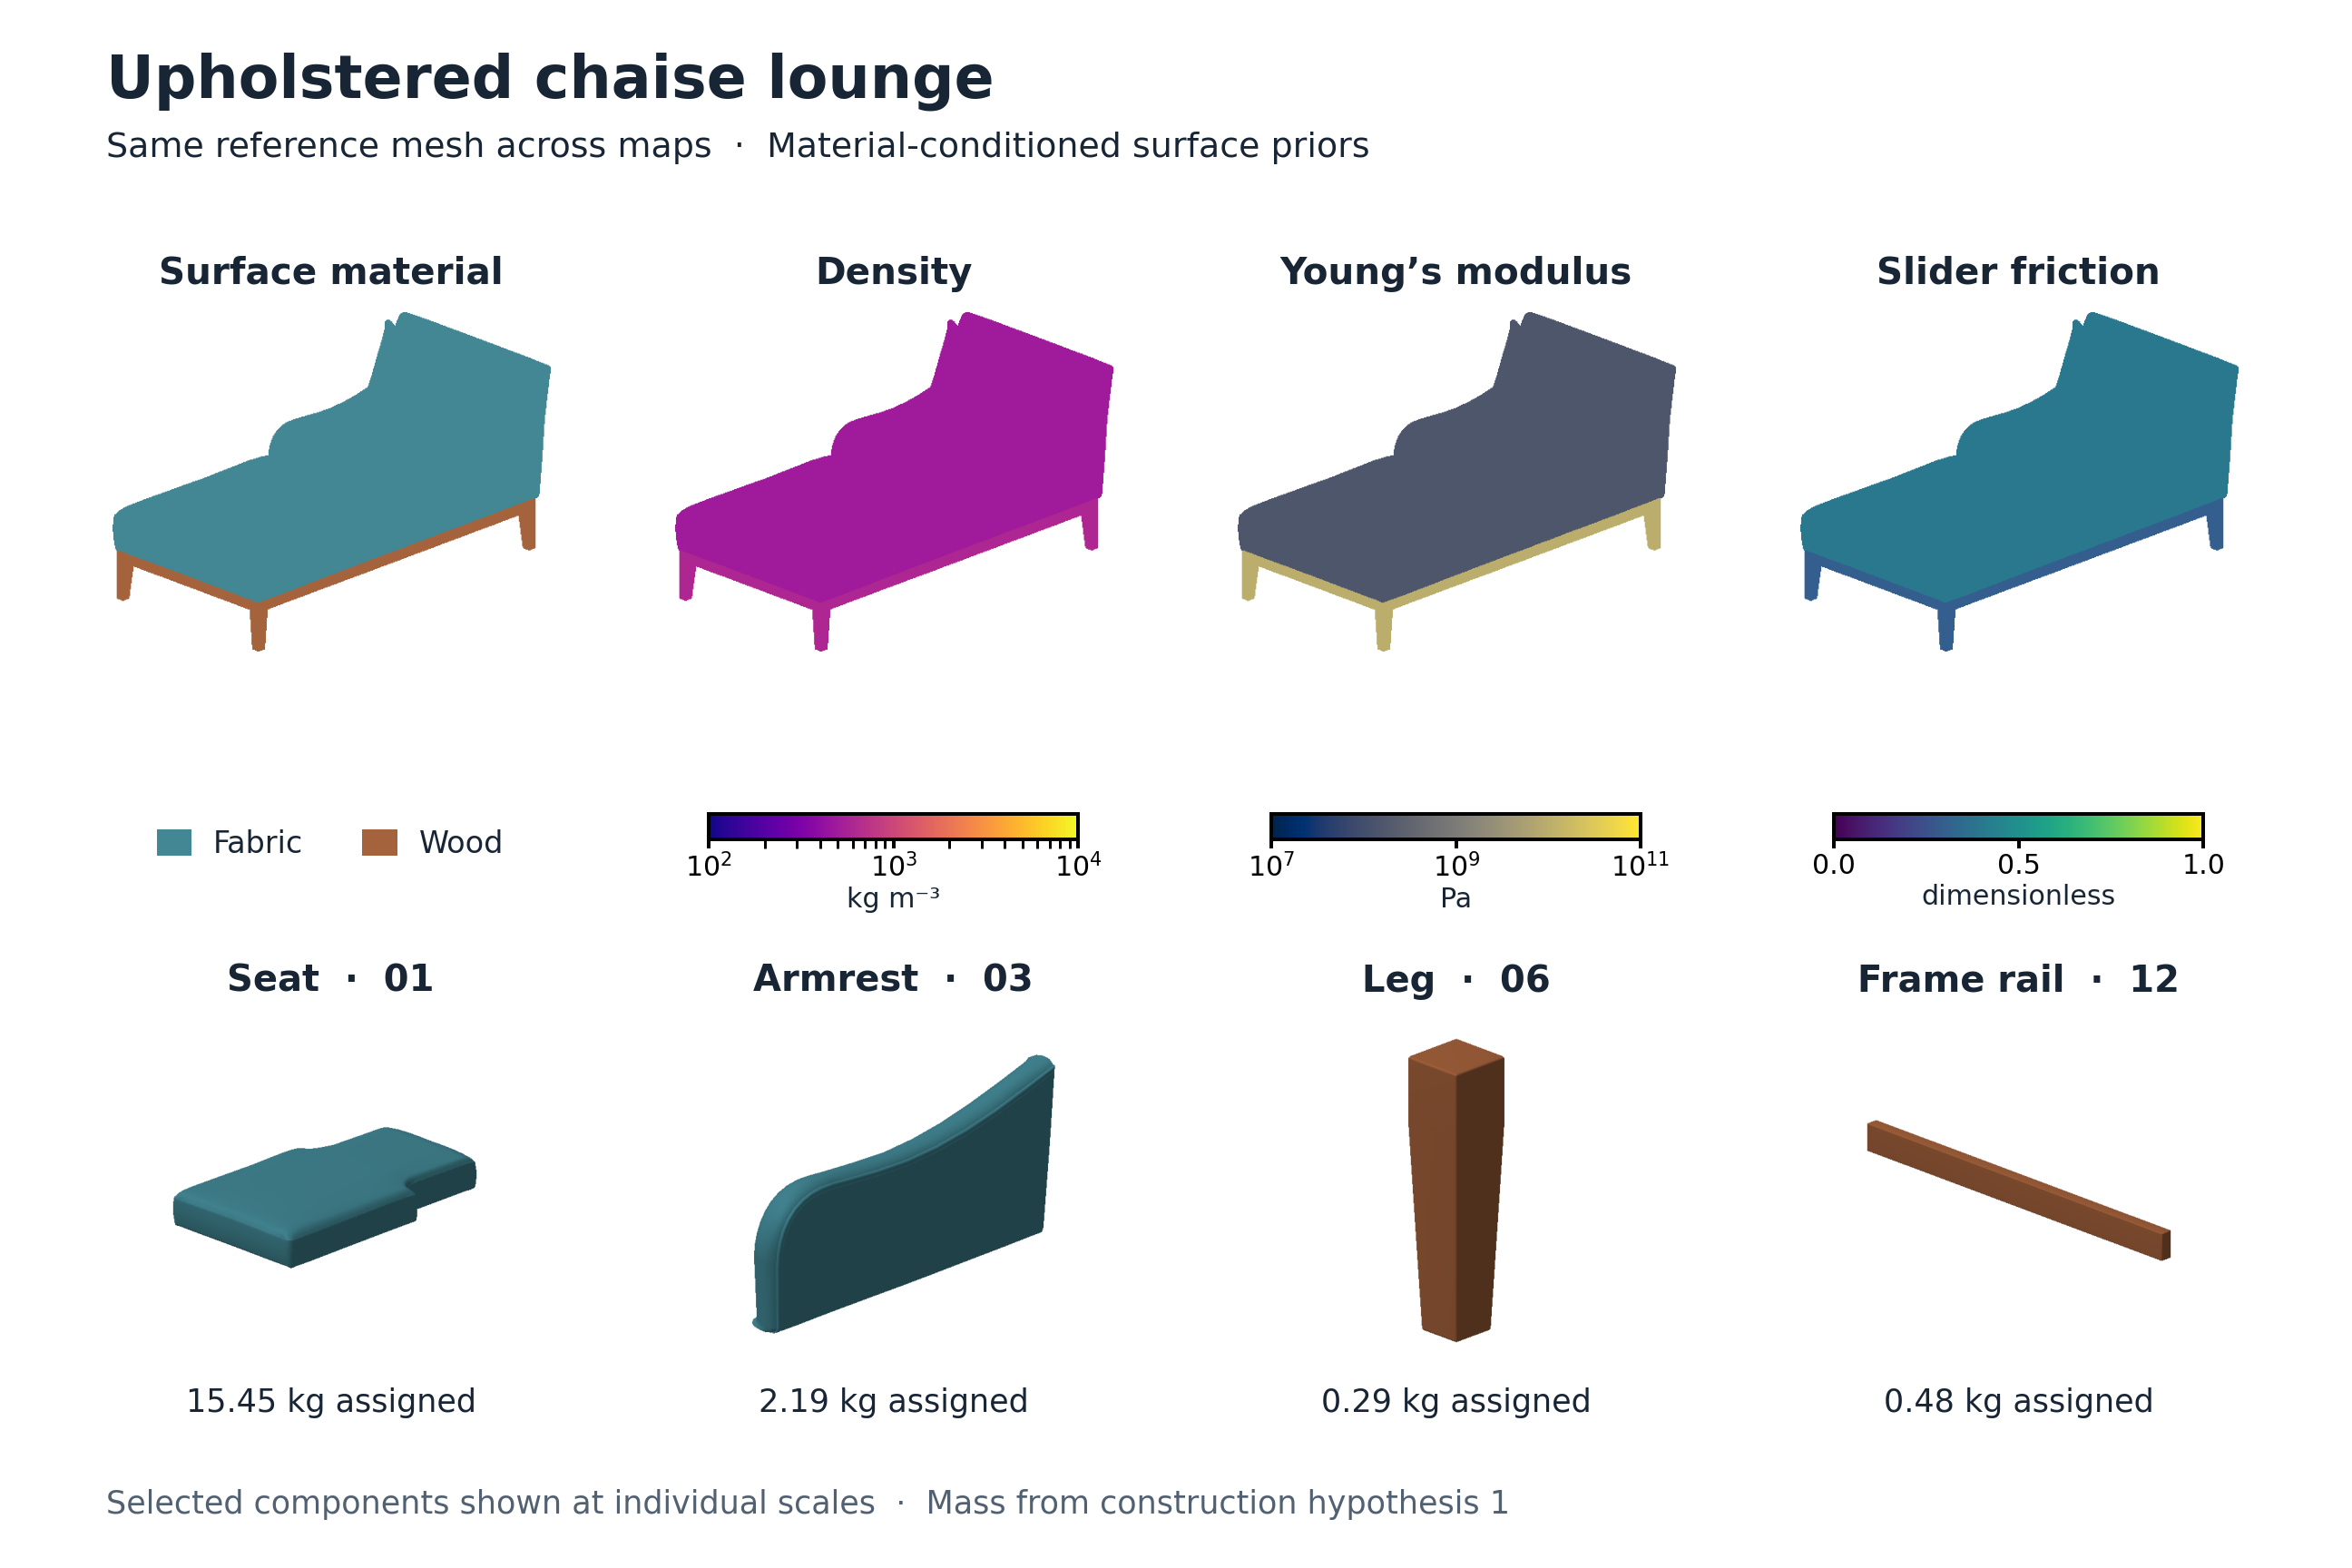 Upholstered chaise lounge
Same reference mesh across maps · Material-conditioned surface priors
Surface material
Density
Young’s modulus
Slider friction
Fabric
Wood
10² 10³ 10⁴
kg m⁻³
10⁷ 10⁹ 10¹¹
Pa
0.0 0.5 1.0
dimensionless
Seat · 01
Armrest · 03
Leg · 06
Frame rail · 12
15.45 kg assigned
2.19 kg assigned
0.29 kg assigned
0.48 kg assigned
Selected components shown at individual scales · Mass from construction hypothesis 1